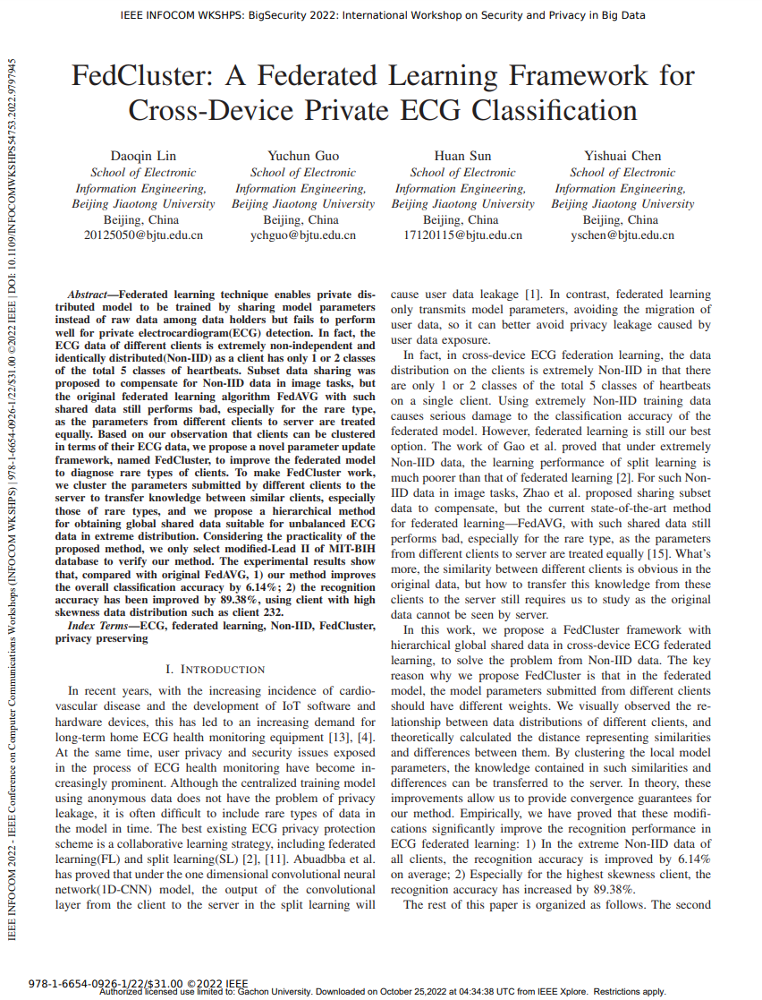 IEEE INFOCOM WKSHPS: BigSecurity 2022: International Workshop on Security and Privacy in Big Data
FedCluster: A Federated Learning Framework for
Cross-Device Private ECG Classification
Daoqin Lin
School of Electronic
Information Engineering,
Beijing Jiaotong University
Beijing, China
20125050@bjtu.edu.cn
Yuchun Guo
School of Electronic
Information Engineering,
Beijing Jiaotong University
Beijing, China
ychguo@bjtu.edu.cn
Huan Sun
School of Electronic
Information Engineering,
Beijing Jiaotong University
Beijing, China
17120115@bjtu.edu.cn
Yishuai Chen
School of Electronic
Information Engineering,
Beijing Jiaotong University
Beijing, China
yschen@bjtu.edu.cn
Abstract—Federated learning technique enables private dis-
tributed model to be trained by sharing model parameters
instead of raw data among data holders but fails to perform
well for private electrocardiogram(ECG) detection. In fact, the
ECG data of different clients is extremely non-independent and
identically distributed(Non-IID) as a client has only 1 or 2 classes
of the total 5 classes of heartbeats. Subset data sharing was
proposed to compensate for Non-IID data in image tasks, but
the original federated learning algorithm FedAVG with such
shared data still performs bad, especially for the rare type,
as the parameters from different clients to server are treated
equally. Based on our observation that clients can be clustered
in terms of their ECG data, we propose a novel parameter update
framework, named FedCluster, to improve the federated model
to diagnose rare types of clients. To make FedCluster work,
we cluster the parameters submitted by different clients to the
server to transfer knowledge between similar clients, especially
those of rare types, and we propose a hierarchical method
for obtaining global shared data suitable for unbalanced ECG
data in extreme distribution. Considering the practicality of the
proposed method, we only select modified-Lead II of MIT-BIH
database to verify our method. The experimental results show
that, compared with original FedAVG, 1) our method improves
the overall classification accuracy by 6.14%; 2) the recognition
accuracy has been improved by 89.38%, using client with high
skewness data distribution such as client 232.
Index Terms—ECG, federated learning, Non-IID, FedCluster,
privacy preserving
I. INTRODUCTION
In recent years, with the increasing incidence of cardio-
vascular disease and the development of IoT software and
hardware devices, this has led to an increasing demand for
long-term home ECG health monitoring equipment [13], [4].
At the same time, user privacy and security issues exposed
in the process of ECG health monitoring have become in-
creasingly prominent. Although the centralized training model
using anonymous data does not have the problem of privacy
leakage, it is often difficult to include rare types of data in
the model in time. The best existing ECG privacy protection
scheme is a collaborative learning strategy, including federated
learning(FL) and split learning(SL) [2], [11]. Abuadbba et al.
has proved that under the one dimensional convolutional neural
network(1D-CNN) model, the output of the convolutional
layer from the client to the server in the split learning will
cause user data leakage [1]. In contrast, federated learning
only transmits model parameters, avoiding the migration of
user data, so it can better avoid privacy leakage caused by
user data exposure.
In fact, in cross-device ECG federation learning, the data
distribution on the clients is extremely Non-IID in that there
are only 1 or 2 classes of the total 5 classes of heartbeats
on a single client. Using extremely Non-IID training data
causes serious damage to the classification accuracy of the
federated model. However, federated learning is still our best
option. The work of Gao et al. proved that under extremely
Non-IID data, the learning performance of split learning is
much poorer than that of federated learning [2]. For such Non-
IID data in image tasks, Zhao et al. proposed sharing subset
data to compensate, but the current state-of-the-art method
for federated learning—FedAVG, with such shared data still
performs bad, especially for the rare type, as the parameters
from different clients to server are treated equally [15]. What's
more, the similarity between different clients is obvious in the
original data, but how to transfer this knowledge from these
clients to the server still requires us to study as the original
data cannot be seen by server.
In this work, we propose a FedCluster framework with
hierarchical global shared data in cross-device ECG federated
learning, to solve the problem from Non-IID data. The key
reason why we propose FedCluster is that in the federated
model, the model parameters submitted from different clients
should have different weights. We visually observed the re-
lationship between data distributions of different clients, and
theoretically calculated the distance representing similarities
and differences between them. By clustering the local model
parameters, the knowledge contained in such similarities and
differences can be transferred to the server. In theory, these
improvements allow us to provide convergence guarantees for
our method. Empirically, we have proved that these modifi-
cations significantly improve the recognition performance in
ECG federated learning: 1) In the extreme Non-IID data of
all clients, the recognition accuracy is improved by 6.14%
on average; 2) Especially for the highest skewness client, the
recognition accuracy has increased by 89.38%.
The rest of this paper is organized as follows. The second
IEEE INFOCOM 2022 - IEEE Conference on Computer Communications Workshops (INFOCOM WKSHPS) | 978-1-6654-0926-1/22/$31.00 ©2022 IEEE | DOI: 10.1109/INFOCOMWKSHPS54753.2022.9797945
978-1-6654-0926-1/22/$31.00 ©2022 IEEE
Authorized licensed use limited to: Gachon University. Downloaded on October 25,2022 at 04:34:38 UTC from IEEE Xplore. Restrictions apply.